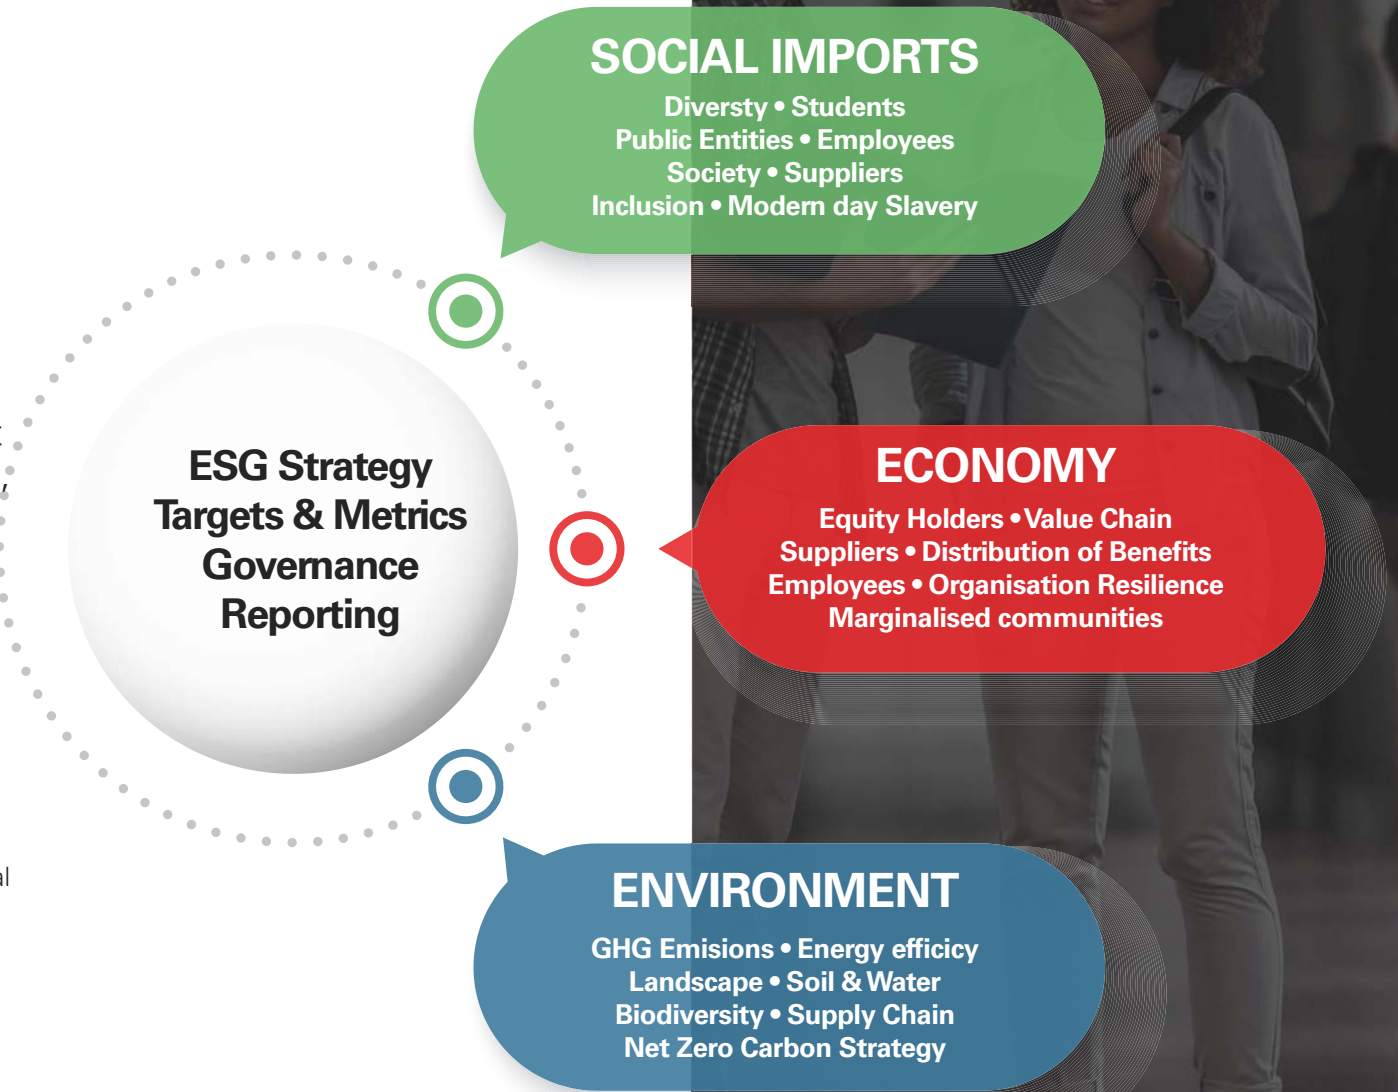 SOCIAL IMPORTS
Diversty • Students
Public Entities • Employees
Society • Suppliers
Inclusion • Modern day Slavery
ESG Strategy
Targets & Metrics
Governance
Reporting
ECONOMY
Equity Holders • Value Chain
Suppliers • Distribution of Benefits
Employees • Organisation Resilience
Marginalised communities
al
ENVIRONMENT
GHG Emisions • Energy efficicy
Landscape • Soil & Water
Biodiversity • Supply Chain
Net Zero Carbon Strategy